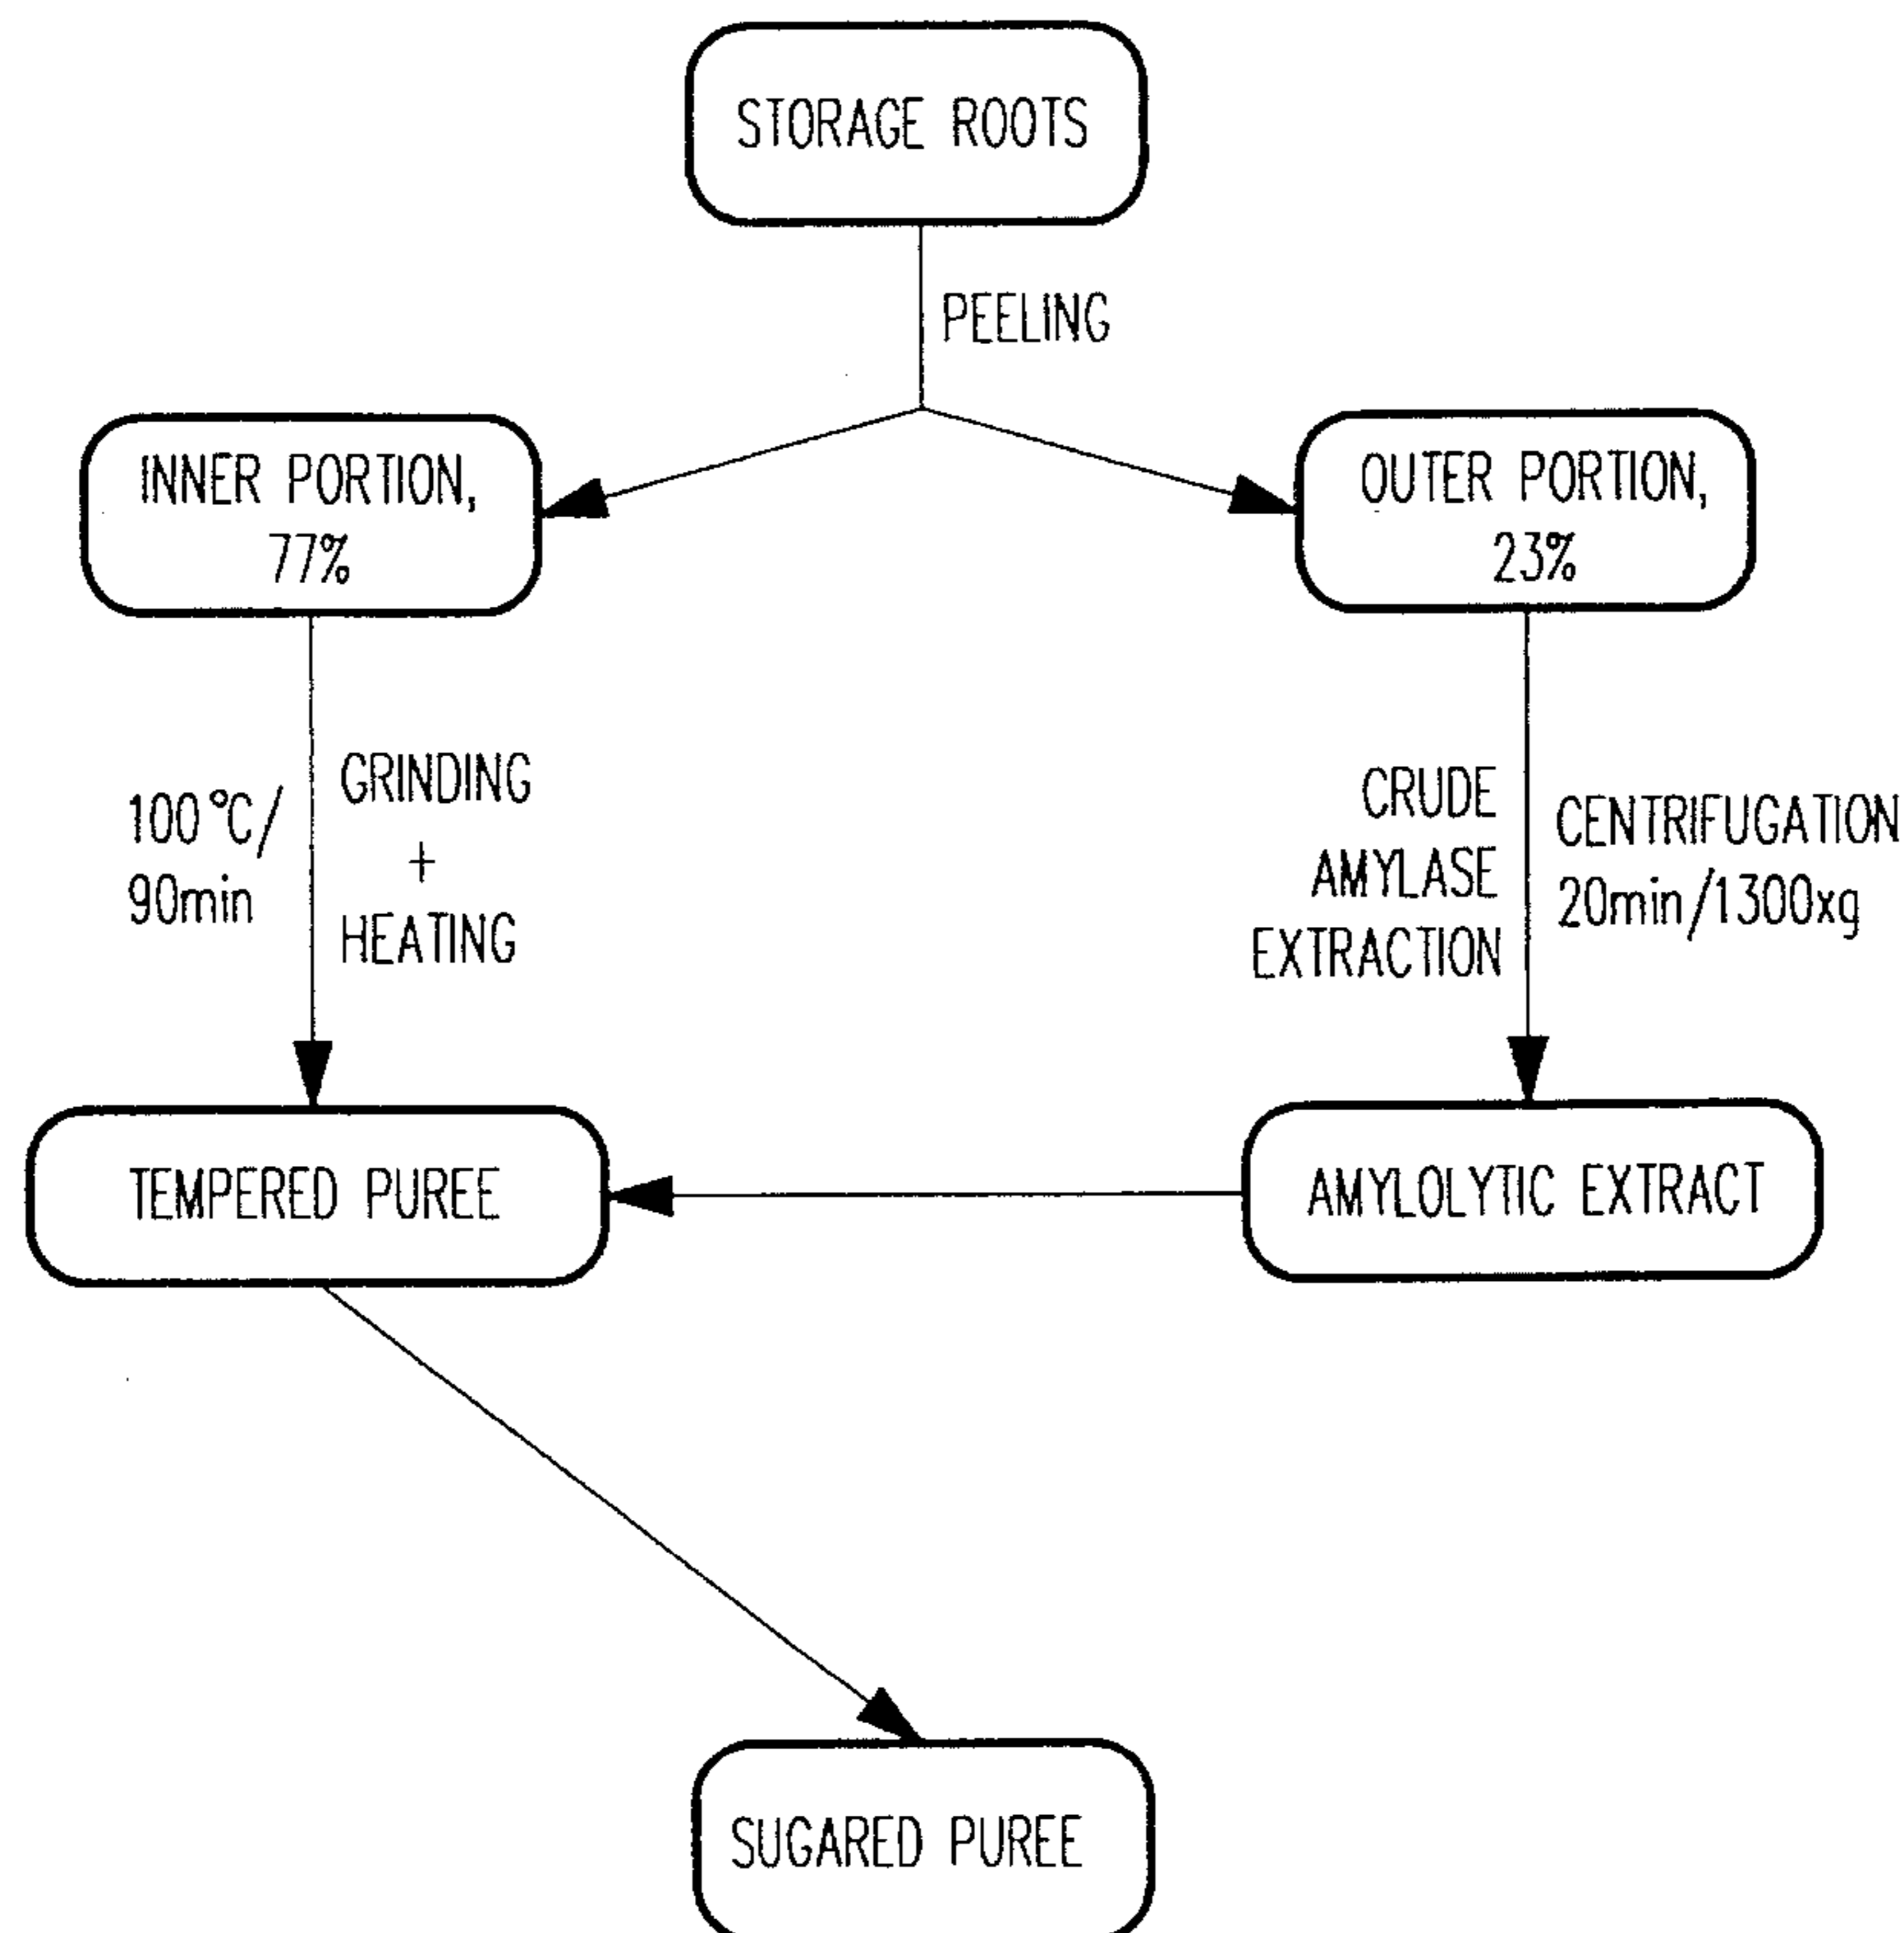 STORAGE ROOTS
PEELING
INNER PORTION,
77%
OUTER PORTION,
23%
100°C/
90min
GRINDING
+
HEATING
CRUDE
AMYLASE
EXTRACTION
CENTRIFUGATION
20min/1300xg
TEMPERED PUREE
AMYLOLYTIC EXTRACT
SUGARED PUREE